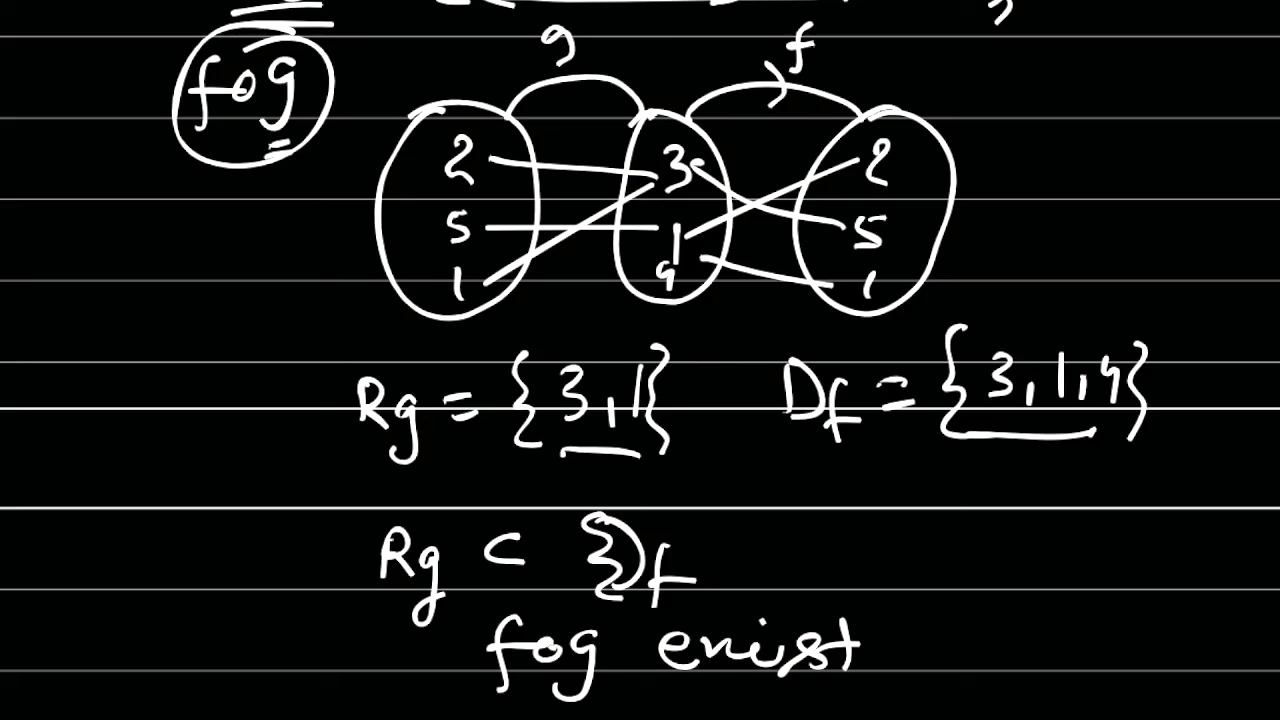 g f
fog
2 3 2
5 1 5
1 4 1
Rg = {3,1} Df = {3,1,4}
Rg ⊂ Df
fog exist